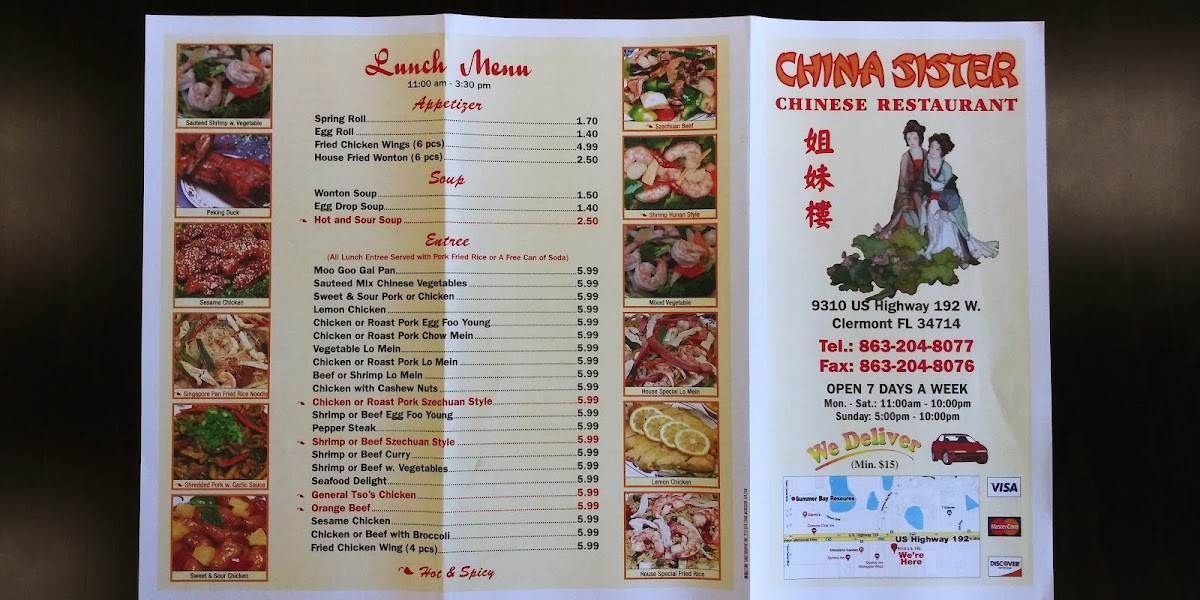 Sauteed Shrimp w. Vegetable
Peking Duck
Sesame Chicken
Singapore Pan Fried Rice Noodle
Shredded Pork w. Garlic Sauce
Sweet & Sour Chicken
Lunch Menu
11:00 am - 3:30 pm
Appetizer
Spring Roll 1.70
Egg Roll 1.40
Fried Chicken Wings (6 pcs) 4.99
House Fried Wonton (6 pcs) 2.50
Soup
Wonton Soup 1.50
Egg Drop Soup 1.40
Hot and Sour Soup 2.50
Entree
(All Lunch Entree Served with Pork Fried Rice or A Free Can of Soda)
Moo Goo Gai Pan 5.99
Sauteed Mix Chinese Vegetables 5.99
Sweet & Sour Pork or Chicken 5.99
Lemon Chicken 5.99
Chicken or Roast Pork Egg Foo Young 5.99
Chicken or Roast Pork Chow Mein 5.99
Vegetable Lo Mein 5.99
Chicken or Roast Pork Lo Mein 5.99
Beef or Shrimp Lo Mein 5.99
Chicken with Cashew Nuts 5.99
Chicken or Roast Pork Szechuan Style 5.99
Shrimp or Beef Egg Foo Young 5.99
Pepper Steak 5.99
Shrimp or Beef Szechuan Style 5.99
Shrimp or Beef Curry 5.99
Shrimp or Beef w. Vegetables 5.99
Seafood Delight 5.99
General Tso's Chicken 5.99
Orange Beef 5.99
Sesame Chicken 5.99
Chicken or Beef with Broccoli 5.99
Fried Chicken Wing (4 pcs) 5.99
Hot & Spicy
Szechuan Beef
Shrimp Hunan Style
Mixed Vegetable
House Special Lo Mein
Lemon Chicken
House Special Fried Rice
CHINA SISTER
CHINESE RESTAURANT
姐妹樓
9310 US Highway 192 W.
Clermont FL 34714
Tel.: 863-204-8077
Fax: 863-204-8076
OPEN 7 DAYS A WEEK
Mon. - Sat.: 11:00am - 10:00pm
Sunday: 5:00pm - 10:00pm
We Deliver
(Min. $15)
Summer Bay Resoures
US Highway 192
We're
Here
VISA
MasterCard
DISCOVER